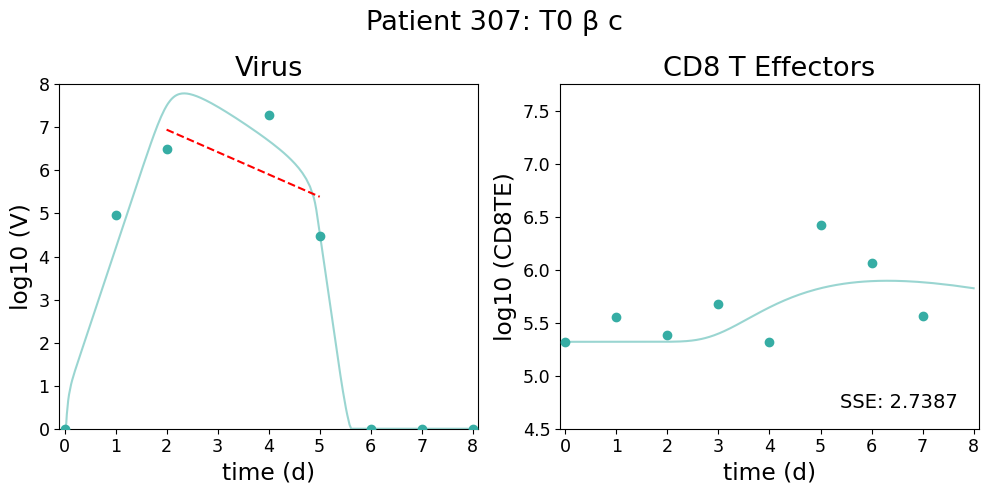 Patient 307: T0 β c
Virus
CD8 T Effectors
log10 (V)
8
7
6
5
4
3
2
1
0
0 1 2 3 4 5 6 7 8
time (d)
log10 (CD8TE)
7.5
7.0
6.5
6.0
5.5
5.0
4.5
SSE: 2.7387
0 1 2 3 4 5 6 7 8
time (d)